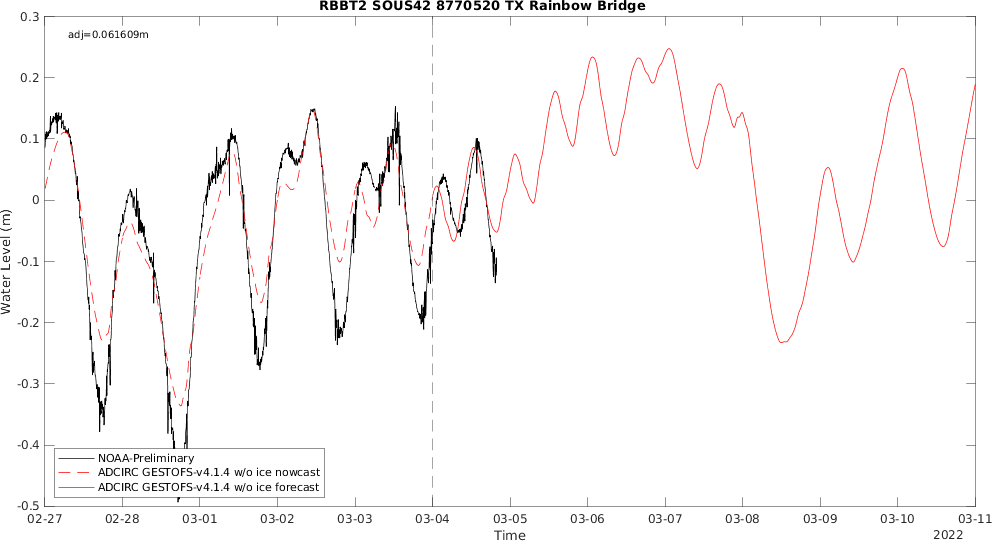 RBBT2 SOUS42 8770520 TX Rainbow Bridge
adj=0.061609m
Water Level (m)
0.3
0.2
0.1
0
-0.1
-0.2
-0.3
-0.4
-0.5
NOAA-Preliminary
ADCIRC GESTOFS-v4.1.4 w/o ice nowcast
ADCIRC GESTOFS-v4.1.4 w/o ice forecast
02-27 02-28 03-01 03-02 03-03 03-04 03-05 03-06 03-07 03-08 03-09 03-10 03-11
Time
2022